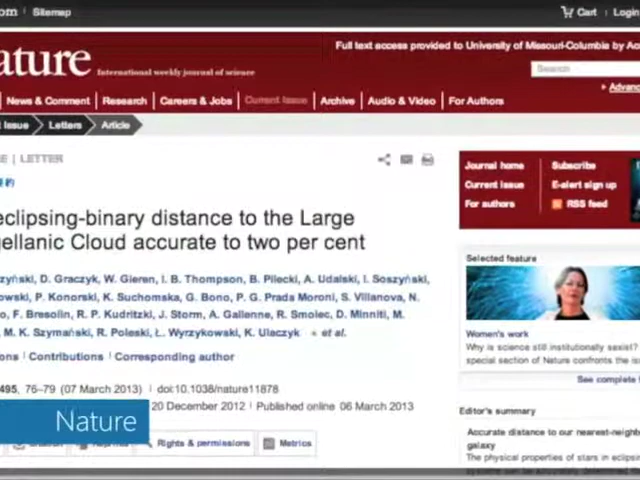 om Sitemap
Cart Login
ature International weekly journal of science
Full text access provided to University of Missouri-Columbia by Ac
Search
Advanc
News & Comment Research Careers & Jobs Current Issue Archive Audio & Video For Authors
t Issue Letters Article
E | LETTER
eclipsing-binary distance to the Large
ellanic Cloud accurate to two per cent
zyński, D. Graczyk, W. Gieren, I. B. Thompson, B. Pilecki, A. Udalski, I. Soszyński,
owski, P. Konorski, K. Suchomska, G. Bono, P. G. Prada Moroni, S. Villanova, N.
o, F. Bresolin, R. P. Kudritzki, J. Storm, A. Gallenne, R. Smolec, D. Minniti, M.
M. K. Szymański, R. Poleski, Ł. Wyrzykowski, K. Ulaczyk + et al.
ons Contributions Corresponding author
495, 76–79 (07 March 2013) doi:10.1038/nature11878
20 December 2012 Published online 06 March 2013
Nature
Rights & permissions Metrics
Journal home Subscribe
Current issue E-alert sign up
For authors RSS feed
Selected feature
Women's work
Why is science still institutionally sexist?
special section of Nature confronts the iss
See complete
Editor's summary
Accurate distance to our nearest-neighb
galaxy
The physical properties of stars in eclips